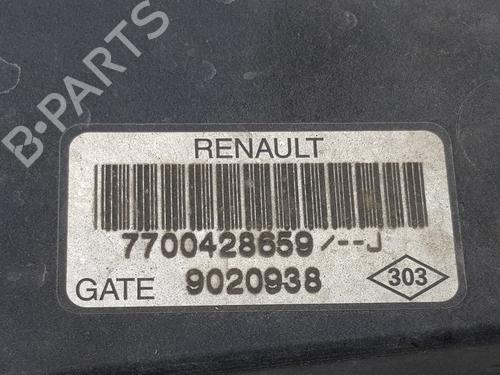 B-PARTS
RENAULT
7700428659/--J
GATE 9020938 303